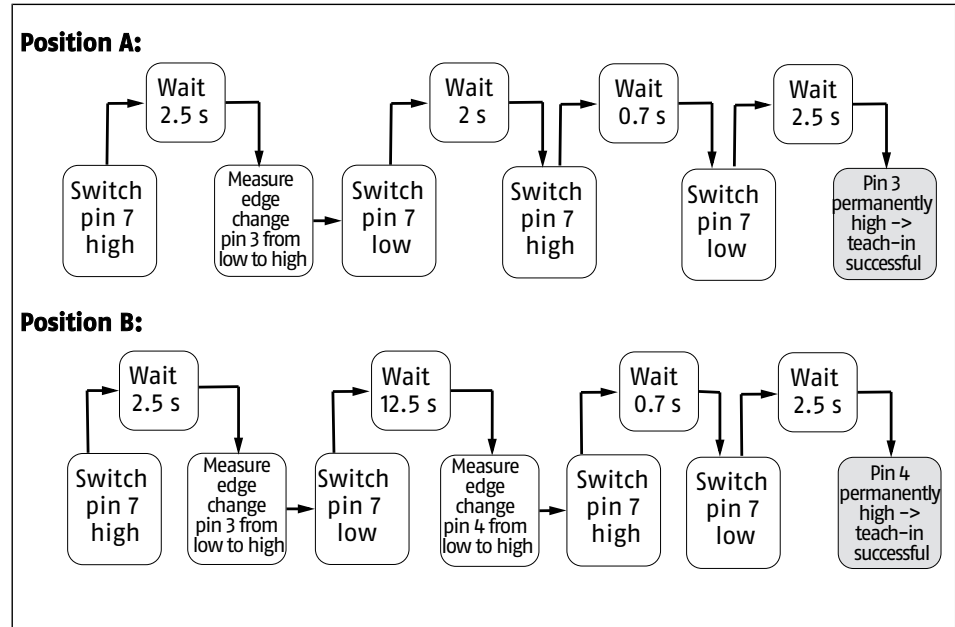 Position A:
Wait
2.5 s
Wait
2 s
Wait
0.7 s
Wait
2.5 s
Switch
pin 7
high
Measure
edge
change
pin 3 from
low to high
Switch
pin 7
low
Switch
pin 7
high
Switch
pin 7
low
Pin 3
permanently
high ->
teach-in
successful
Position B:
Wait
2.5 s
Wait
12.5 s
Wait
0.7 s
Wait
2.5 s
Switch
pin 7
high
Measure
edge
change
pin 3 from
low to high
Switch
pin 7
low
Measure
edge
change
pin 4 from
low to high
Switch
pin 7
high
Switch
pin 7
low
Pin 4
permanently
high ->
teach-in
successful